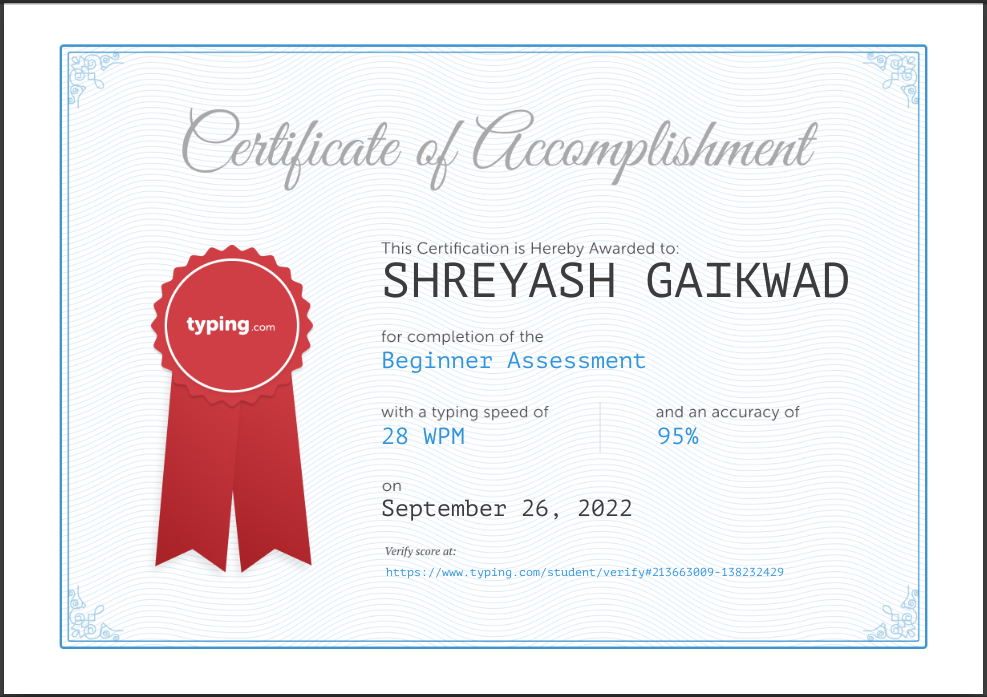 Certificate of Accomplishment
This Certification is Hereby Awarded to:
SHREYASH GAIKWAD
typing.com
for completion of the
Beginner Assessment
with a typing speed of
28 WPM
and an accuracy of
95%
on
September 26, 2022
Verify score at:
https://www.typing.com/student/verify#213663009-138232429